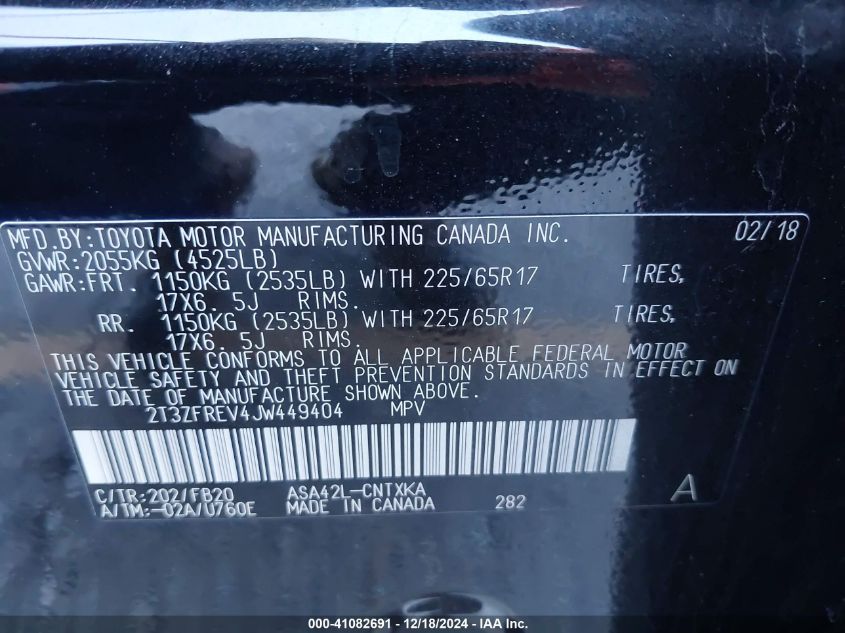 MFD.BY:TOYOTA MOTOR MANUFACTURING CANADA INC. 02/18
GVWR:2055KG (4525LB)
GAWR:FRT. 1150KG (2535LB) WITH 225/65R17 TIRES,
17X6. 5J RIMS.
RR. 1150KG (2535LB) WITH 225/65R17 TIRES,
17X6. 5J RIMS.
THIS VEHICLE CONFORMS TO ALL APPLICABLE FEDERAL MOTOR
VEHICLE SAFETY AND THEFT PREVENTION STANDARDS IN EFFECT ON
THE DATE OF MANUFACTURE SHOWN ABOVE.
2T3ZFREV4JW449404 MPV
C/TR:202/FB20 ASA42L-CNTXKA
A/TM:-02A/U760E MADE IN CANADA 282 A
000-41082691 - 12/18/2024 - IAA Inc.